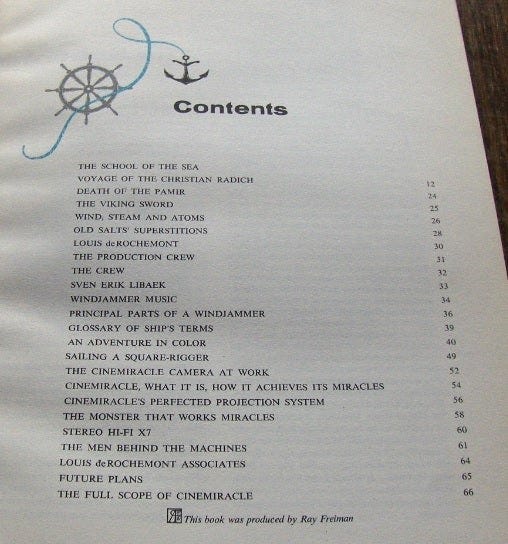 Contents
THE SCHOOL OF THE SEA
VOYAGE OF THE CHRISTIAN RADICH 12
DEATH OF THE PAMIR 24
THE VIKING SWORD 25
WIND, STEAM AND ATOMS 26
OLD SALTS' SUPERSTITIONS 28
LOUIS deROCHEMONT 30
THE PRODUCTION CREW 31
THE CREW 32
SVEN ERIK LIBAEK 33
WINDJAMMER MUSIC 34
PRINCIPAL PARTS OF A WINDJAMMER 36
GLOSSARY OF SHIP'S TERMS 39
AN ADVENTURE IN COLOR 40
SAILING A SQUARE-RIGGER 49
THE CINEMIRACLE CAMERA AT WORK 52
CINEMIRACLE, WHAT IT IS, HOW IT ACHIEVES ITS MIRACLES 54
CINEMIRACLE'S PERFECTED PROJECTION SYSTEM 56
THE MONSTER THAT WORKS MIRACLES 58
STEREO HI-FI X7 60
THE MEN BEHIND THE MACHINES 61
LOUIS deROCHEMONT ASSOCIATES 64
FUTURE PLANS 65
THE FULL SCOPE OF CINEMIRACLE 66
This book was produced by Ray Freiman